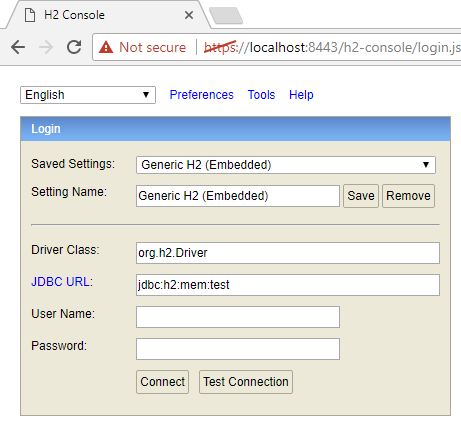 H2 Console
Not secure https://localhost:8443/h2-console/login.js
English Preferences Tools Help
Login
Saved Settings: Generic H2 (Embedded)
Setting Name: Generic H2 (Embedded) Save Remove
Driver Class: org.h2.Driver
JDBC URL: jdbc:h2:mem:test
User Name:
Password:
Connect Test Connection